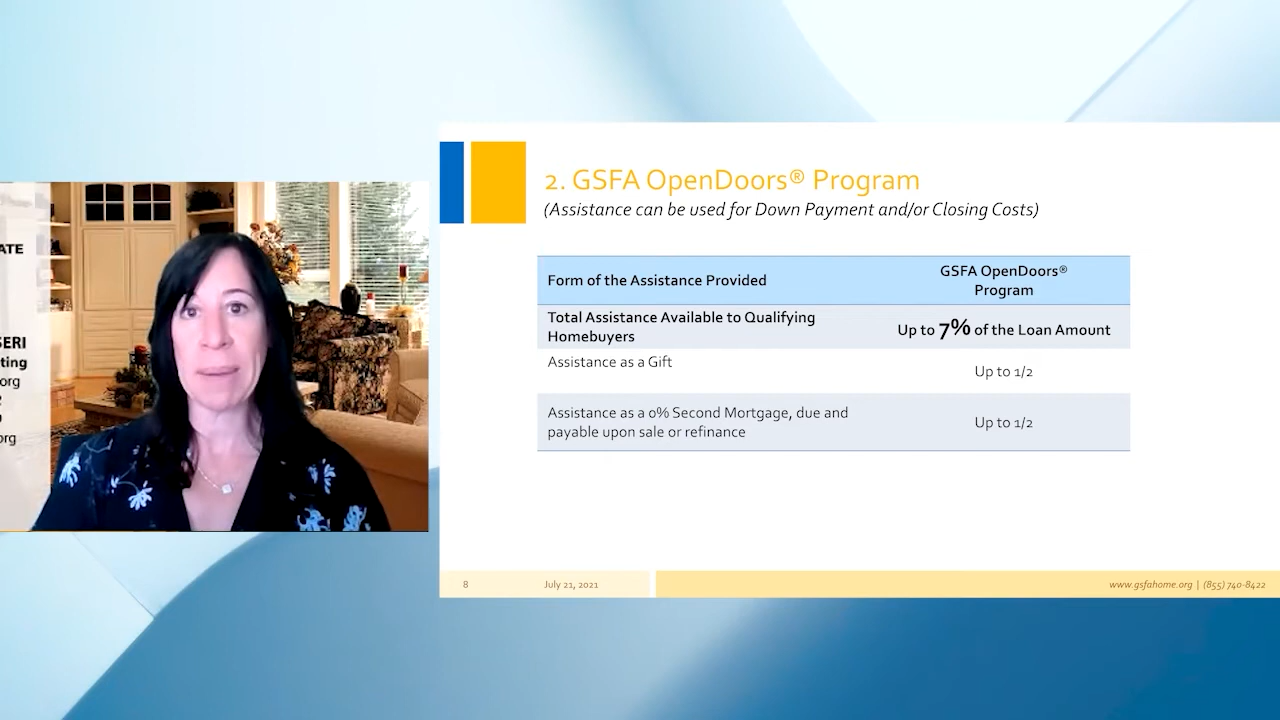 ATE
SERI
ting
org
org
2. GSFA OpenDoors® Program
(Assistance can be used for Down Payment and/or Closing Costs)
Form of the Assistance Provided
GSFA OpenDoors®
Program
Total Assistance Available to Qualifying
Homebuyers
Up to 7% of the Loan Amount
Assistance as a Gift
Up to 1/2
Assistance as a 0% Second Mortgage, due and
payable upon sale or refinance
Up to 1/2
8
July 21, 2021
www.gsfahome.org | (855) 740-8422